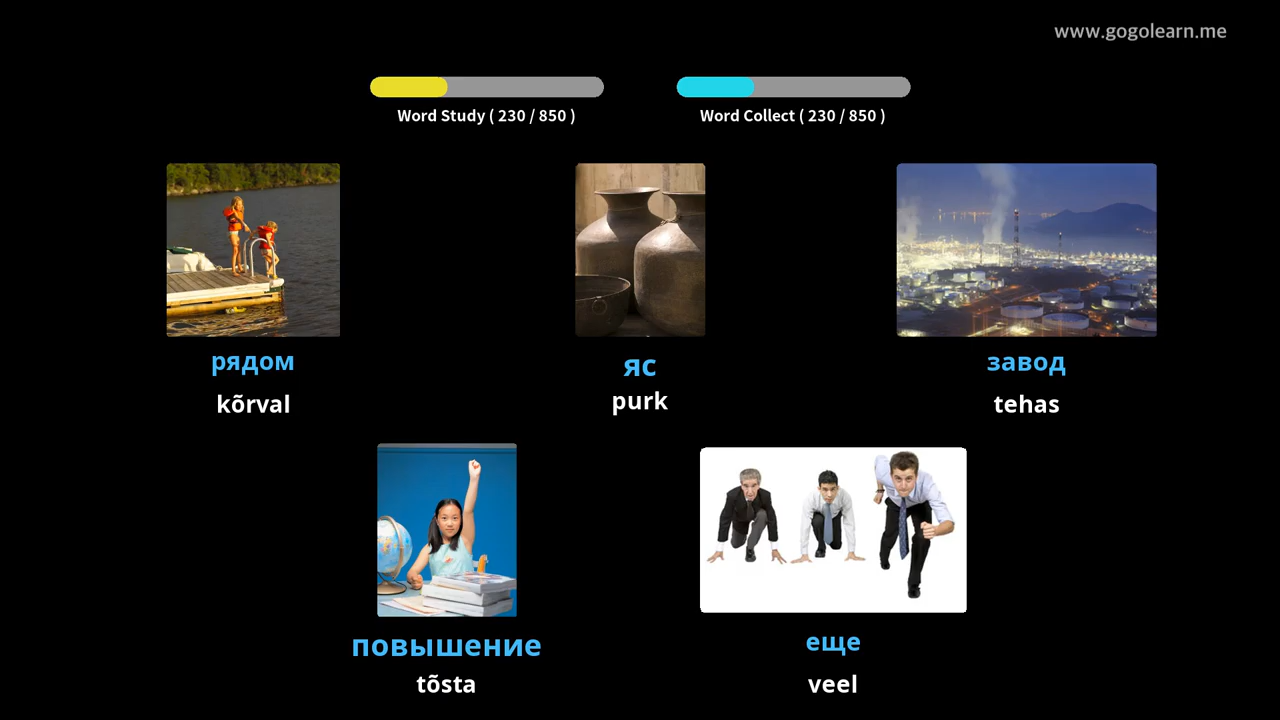 www.gogolearn.me
Word Study ( 230 / 850 )
Word Collect ( 230 / 850 )
рядом
kõrval
яс
purk
завод
tehas
повышение
tõsta
еще
veel